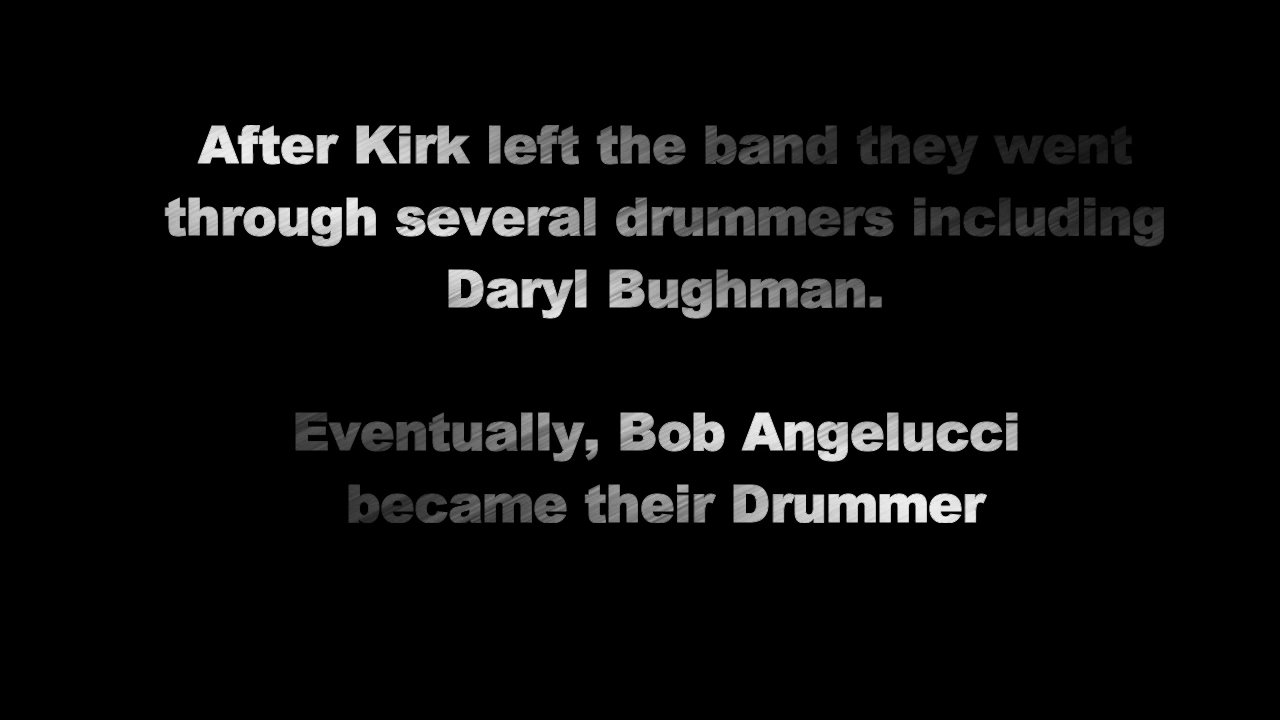 After Kirk left the band they went
through several drummers including
Daryl Bughman.
Eventually, Bob Angelucci
became their Drummer